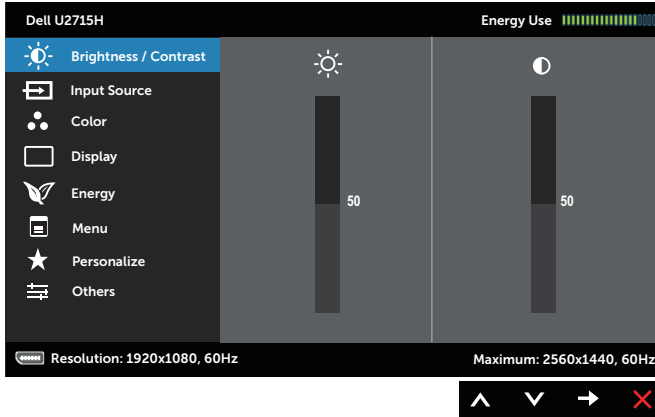 Dell U2715H
Energy Use
Brightness / Contrast
Input Source
Color
Display
Energy
Menu
Personalize
Others
50
50
Resolution: 1920x1080, 60Hz
Maximum: 2560x1440, 60Hz